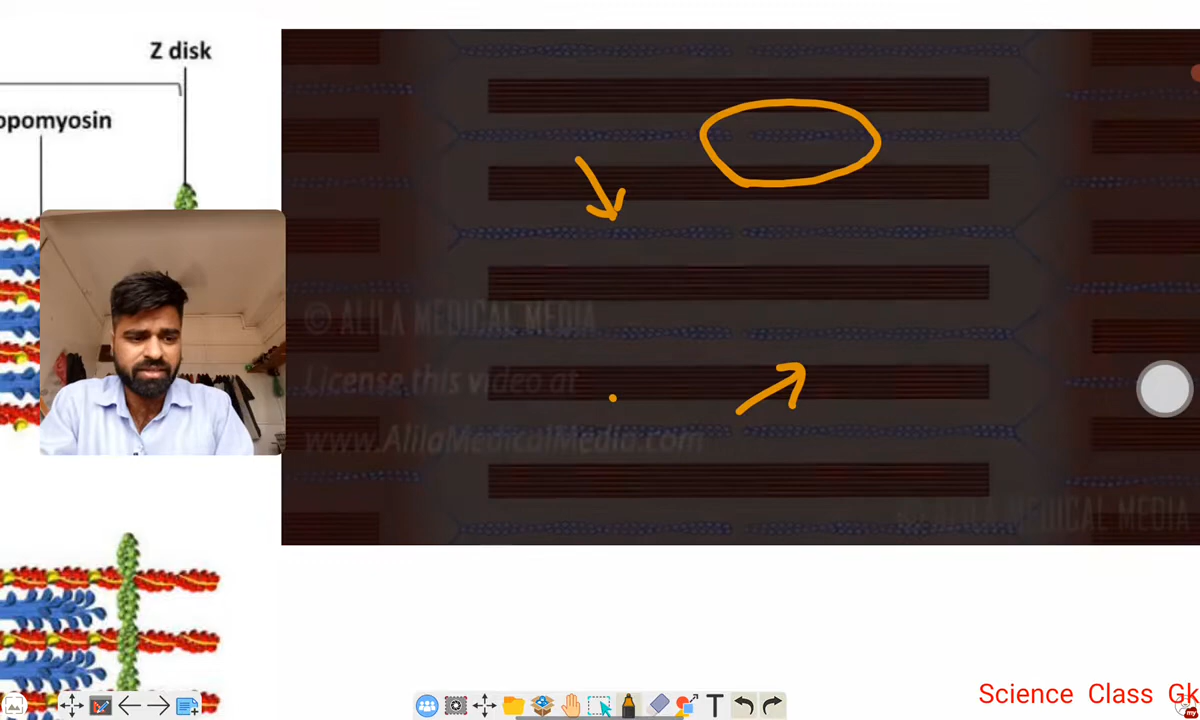 Z disk
opomyosin
© ALILA MEDICAL MEDIA
License this video at
www.AlilaMedicalMedia.com
© ALILA MEDICAL MEDIA
Science Class Gk